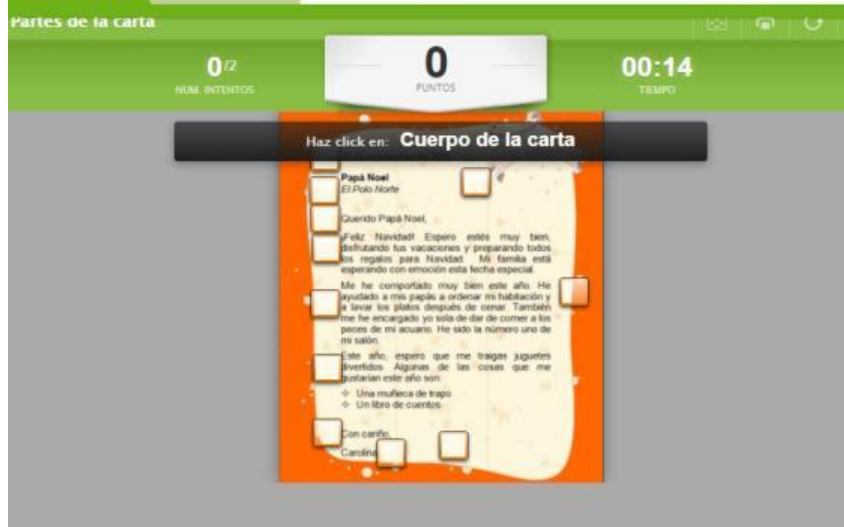 Partes de la carta
0/2
NUM. INTENTOS
0
PUNTOS
00:14
TIEMPO
Haz click en: Cuerpo de la carta
Papá Noel
El Polo Norte
Querido Papá Noel,
¡Feliz Navidad! Espero estés muy bien,
disfrutando tus vacaciones y preparando todos
los regalos para Navidad. Mi familia está
esperando con emoción esta fecha especial.
Me he comportado muy bien este año. He
ayudado a mis papás a ordenar mi habitación y
a lavar los platos después de cenar. También
me he encargado yo sola de dar de comer a los
peces de mi acuario. He sido la número uno de
mi salón.
Este año, espero que me traigas juguetes
divertidos. Algunas de las cosas que me
gustarían este año son:
Una muñeca de trapo
Un libro de cuentos
Con cariño,
Carolina